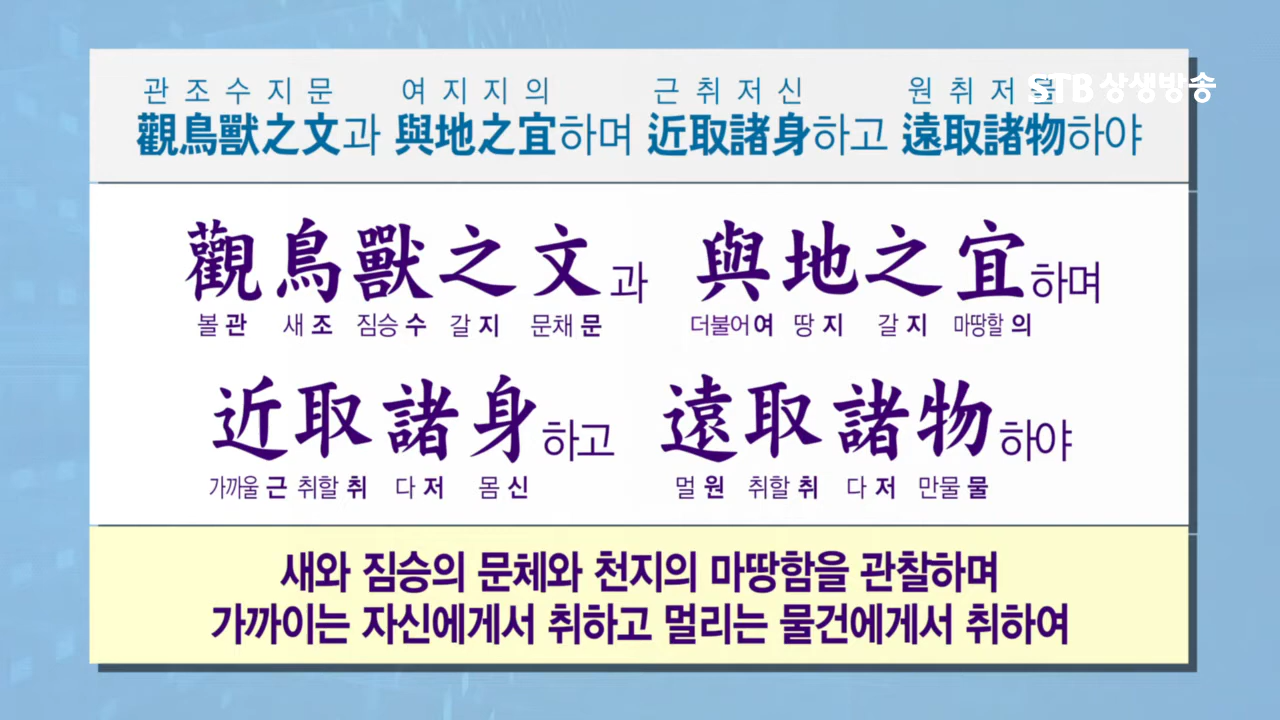 관조수지문 여지지의 근취저신 원취저
STB 상생방송
觀鳥獸之文과 與地之宜하며 近取諸身하고 遠取諸物하야
觀鳥獸之文과 與地之宜하며
볼 관 새 조 짐승 수 갈 지 문채 문 더불어 여 땅 지 갈 지 마땅할 의
近取諸身하고 遠取諸物하야
가까울 근 취할 취 다 저 몸 신 멀 원 취할 취 다 저 만물 물
새와 짐승의 문체와 천지의 마땅함을 관찰하며
가까이는 자신에게서 취하고 멀리는 물건에게서 취하여